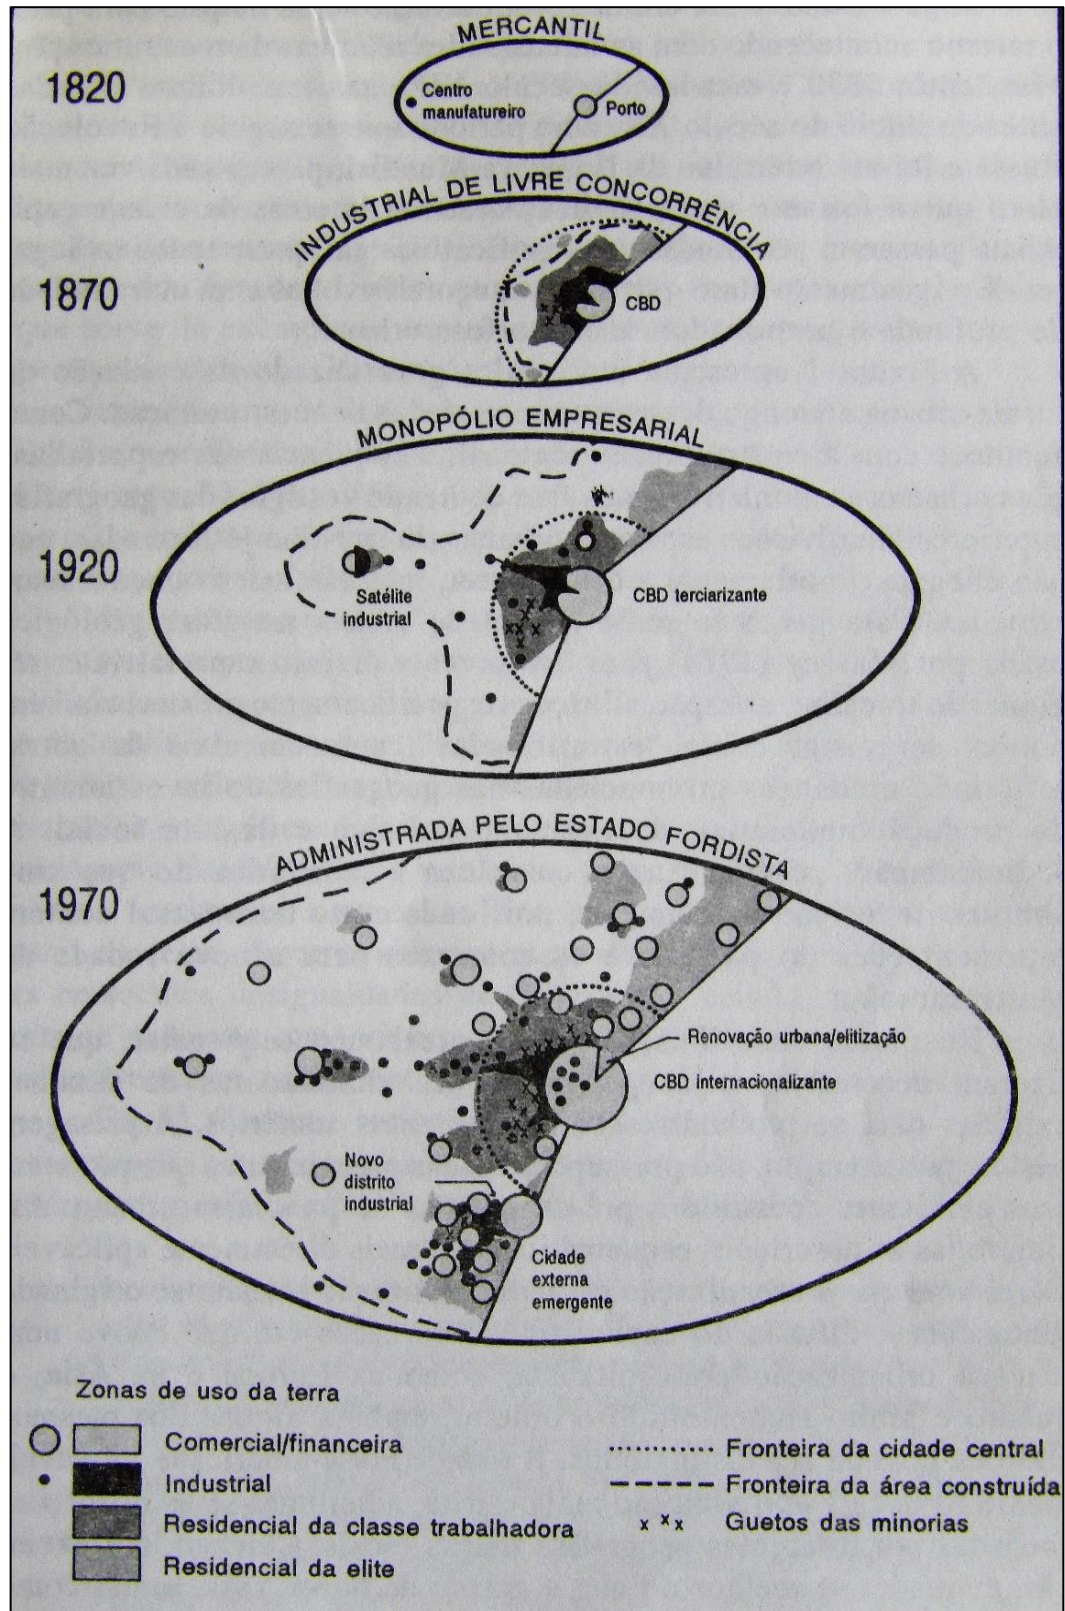 MERCANTIL
1820
Centro
manufatureiro
Porto
INDUSTRIAL DE LIVRE CONCORRÊNCIA
1870
CBD
MONOPÓLIO EMPRESARIAL
1920
Satélite
industrial
CBD terciarizante
ADMINISTRADA PELO ESTADO FORDISTA
1970
Renovação urbana/elitização
CBD internacionalizante
Novo
distrito
industrial
Cidade
externa
emergente
Zonas de uso da terra
Comercial/financeira
Industrial
Residencial da classe trabalhadora
Residencial da elite
Fronteira da cidade central
Fronteira da área construída
x x x Guetos das minorias